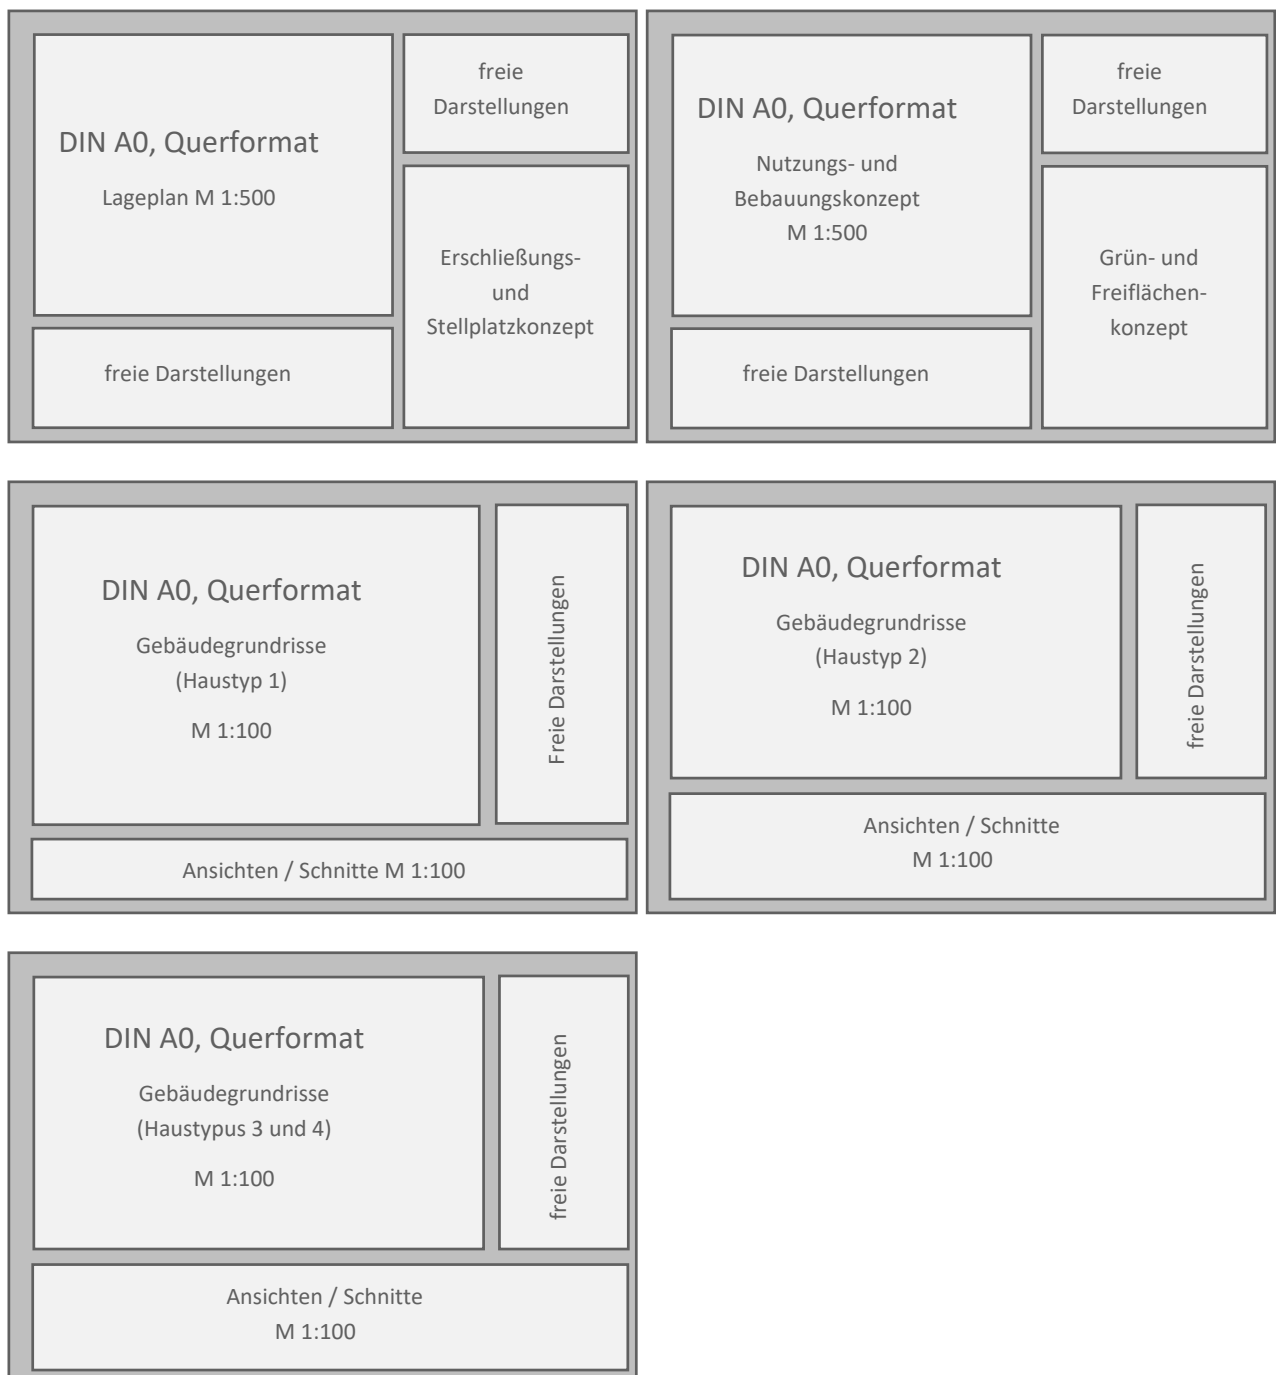 DIN A0, Querformat
Lageplan M 1:500
freie
Darstellungen
Erschließungs-
und
Stellplatzkonzept
freie Darstellungen
DIN A0, Querformat
Nutzungs- und
Bebauungskonzept
M 1:500
freie
Darstellungen
Grün- und
Freiflächen-
konzept
freie Darstellungen
DIN A0, Querformat
Gebäudegrundrisse
(Haustyp 1)
M 1:100
Freie Darstellungen
Ansichten / Schnitte M 1:100
DIN A0, Querformat
Gebäudegrundrisse
(Haustyp 2)
M 1:100
freie Darstellungen
Ansichten / Schnitte
M 1:100
DIN A0, Querformat
Gebäudegrundrisse
(Haustypus 3 und 4)
M 1:100
freie Darstellungen
Ansichten / Schnitte
M 1:100